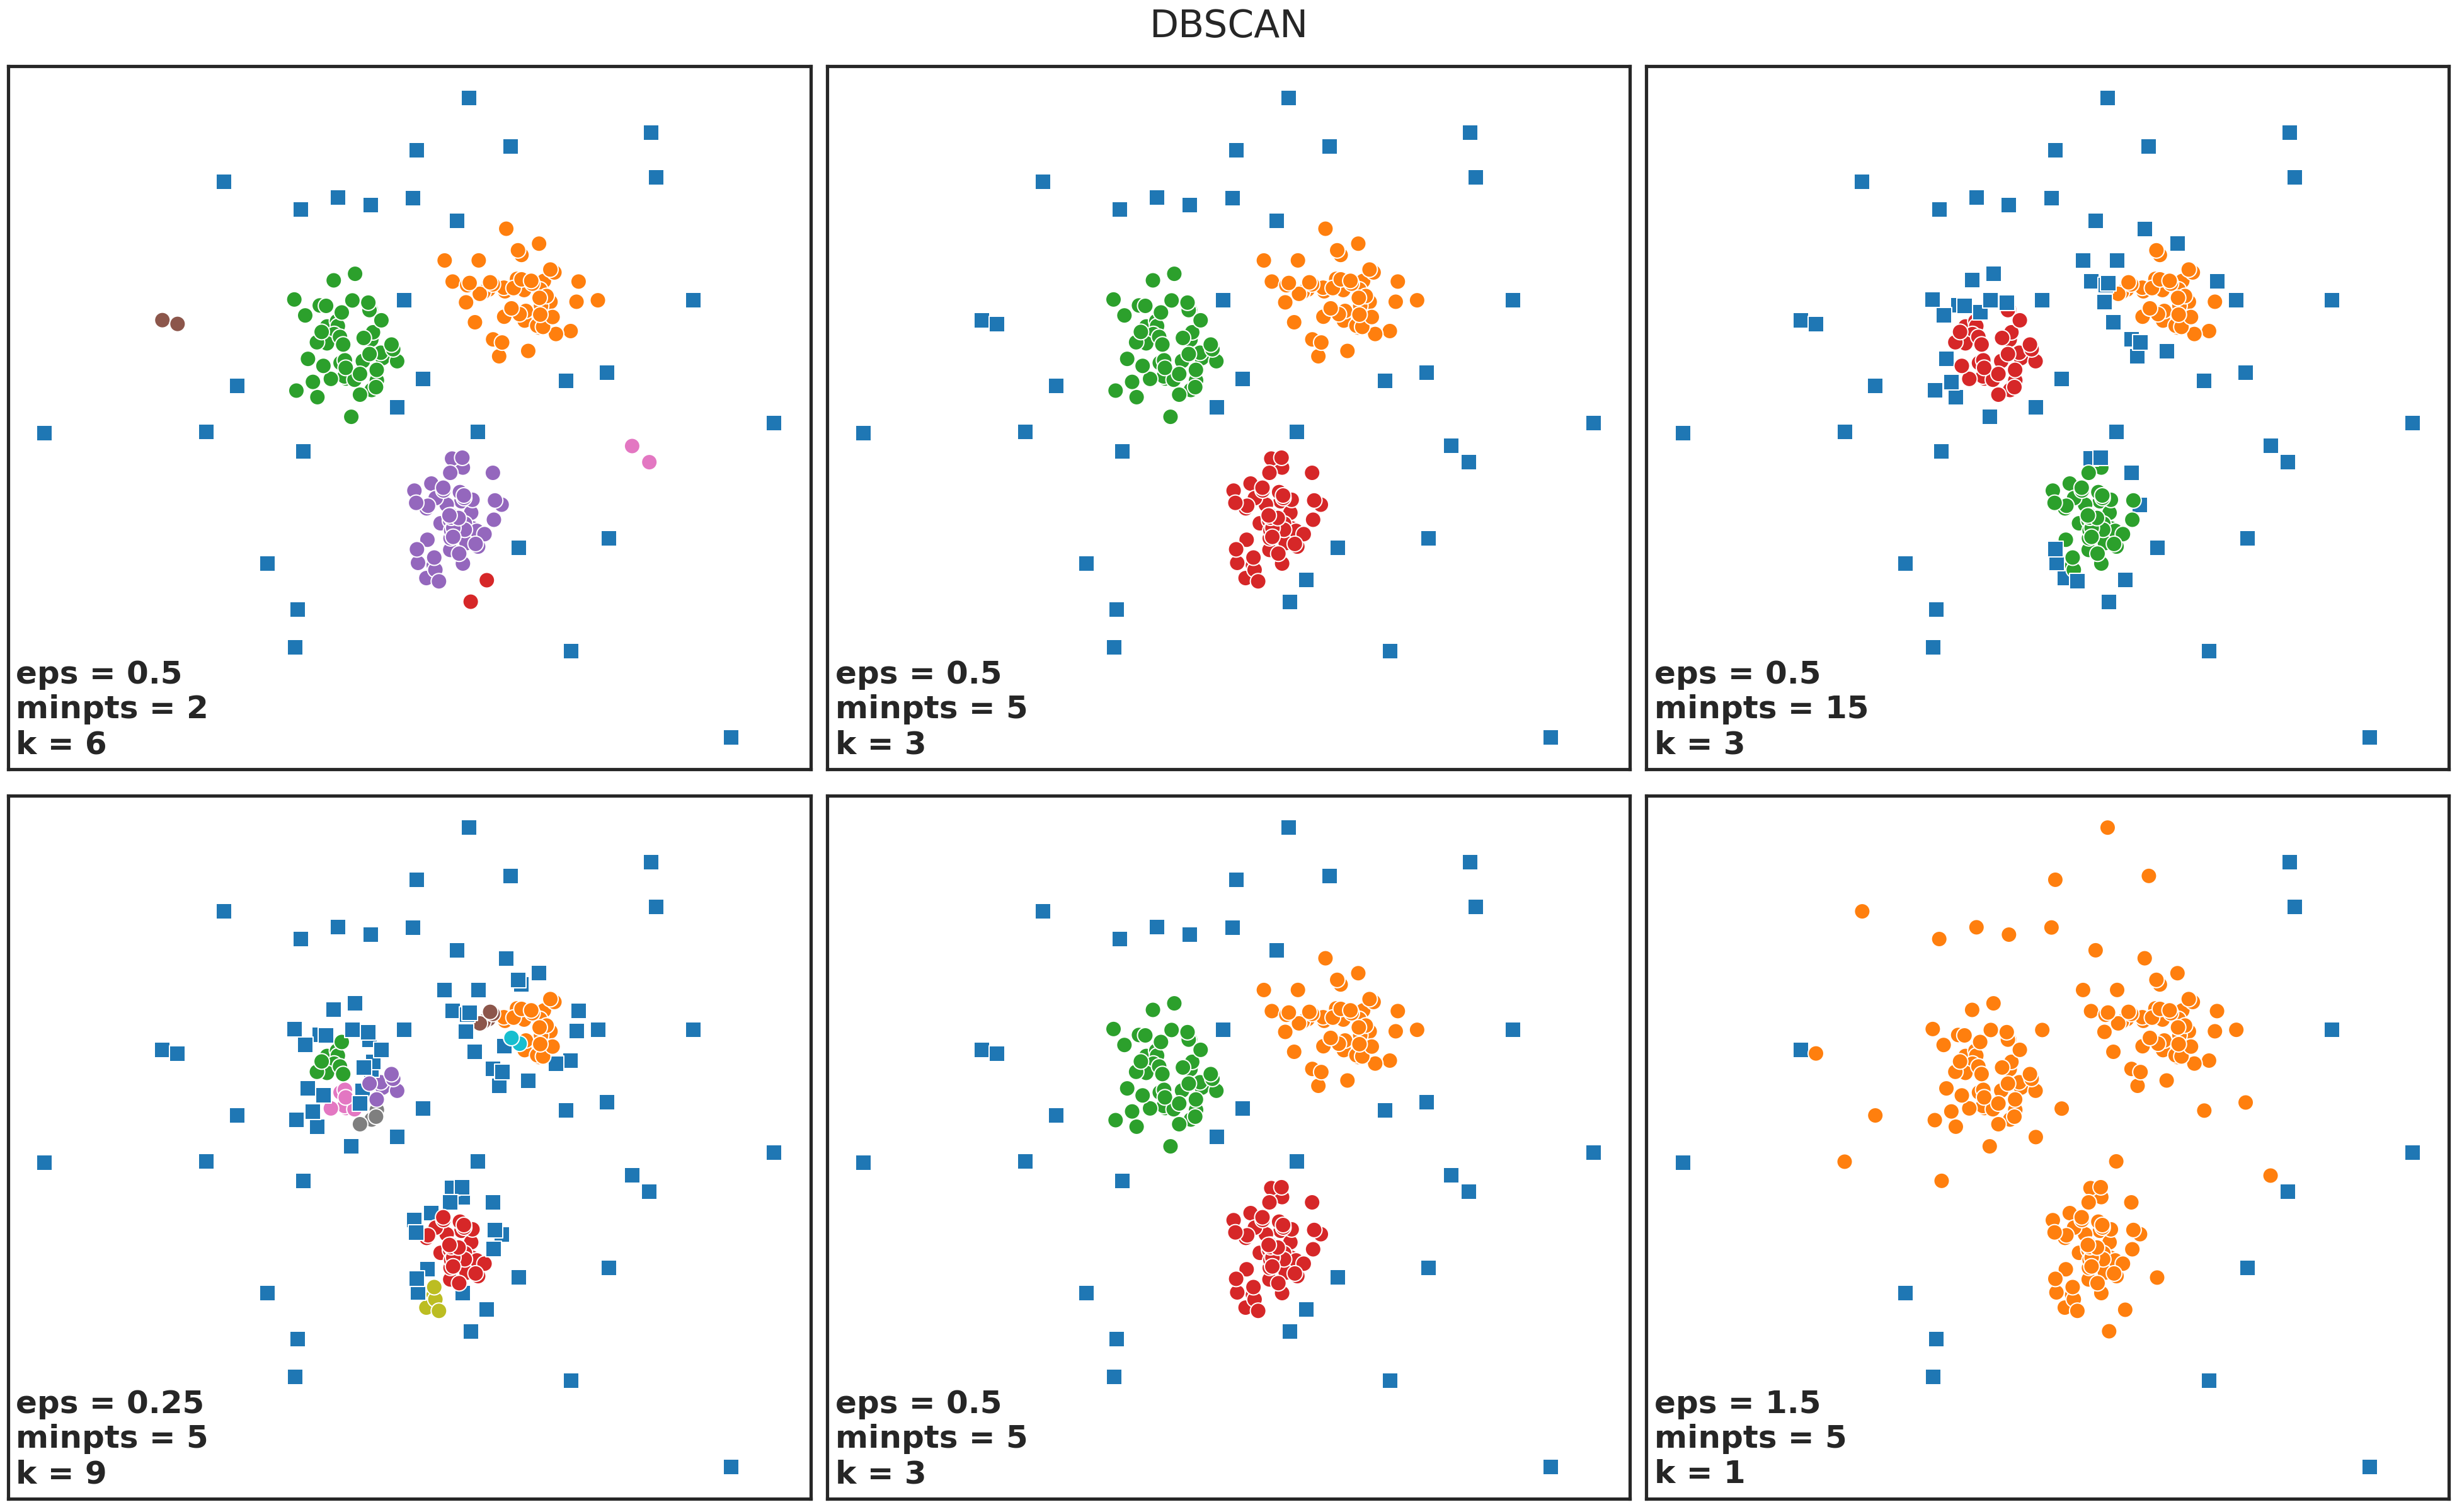 DBSCAN
eps = 0.5
minpts = 2
k = 6
eps = 0.5
minpts = 5
k = 3
eps = 0.5
minpts = 15
k = 3
eps = 0.25
minpts = 5
k = 9
eps = 0.5
minpts = 5
k = 3
eps = 1.5
minpts = 5
k = 1